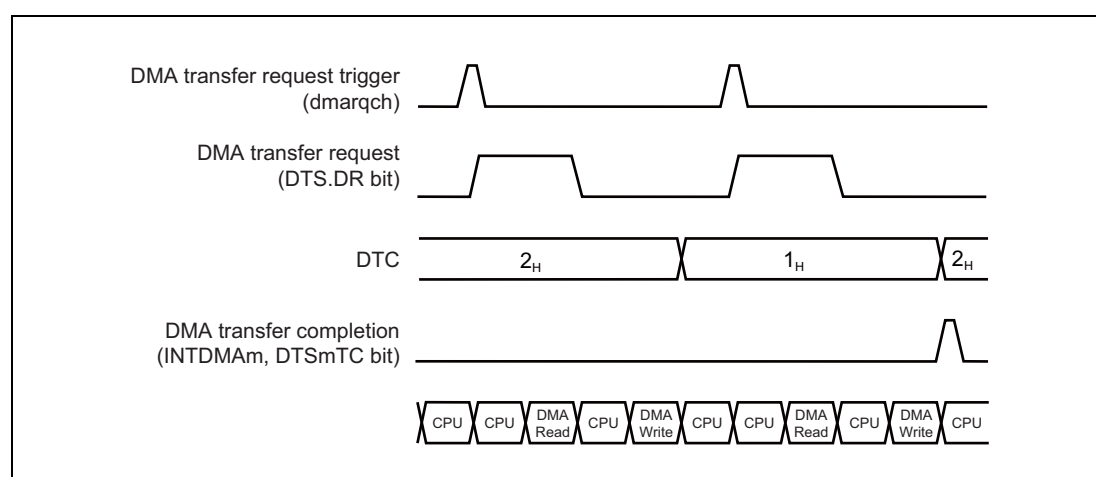 DMA transfer request trigger
(dmarqch)
DMA transfer request
(DTS.DR bit)
DTC 2H 1H 2H
DMA transfer completion
(INTDMAm, DTSmTC bit)
CPU CPU DMA Read CPU DMA Write CPU CPU DMA Read CPU DMA Write CPU